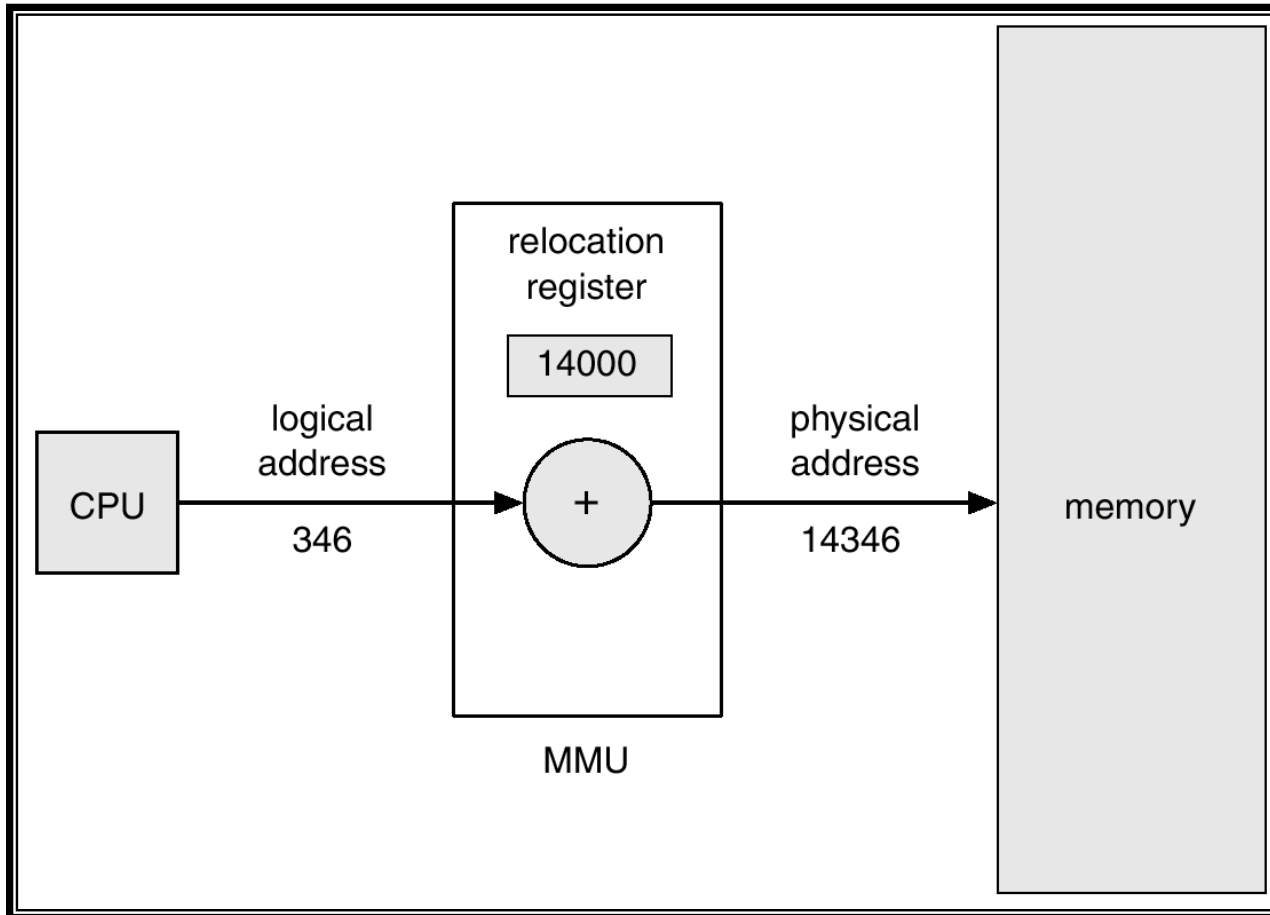 relocation
register
14000
logical
address
physical
address
CPU
+
memory
346
14346
MMU